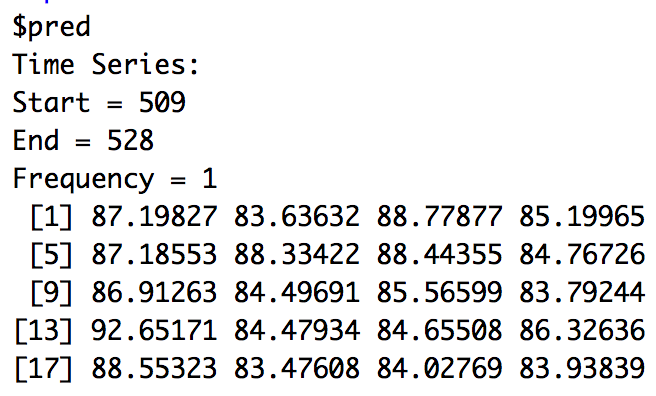 $pred
Time Series:
Start = 509
End = 528
Frequency = 1
 [1] 87.19827 83.63632 88.77877 85.19965
 [5] 87.18553 88.33422 88.44355 84.76726
 [9] 86.91263 84.49691 85.56599 83.79244
[13] 92.65171 84.47934 84.65508 86.32636
[17] 88.55323 83.47608 84.02769 83.93839